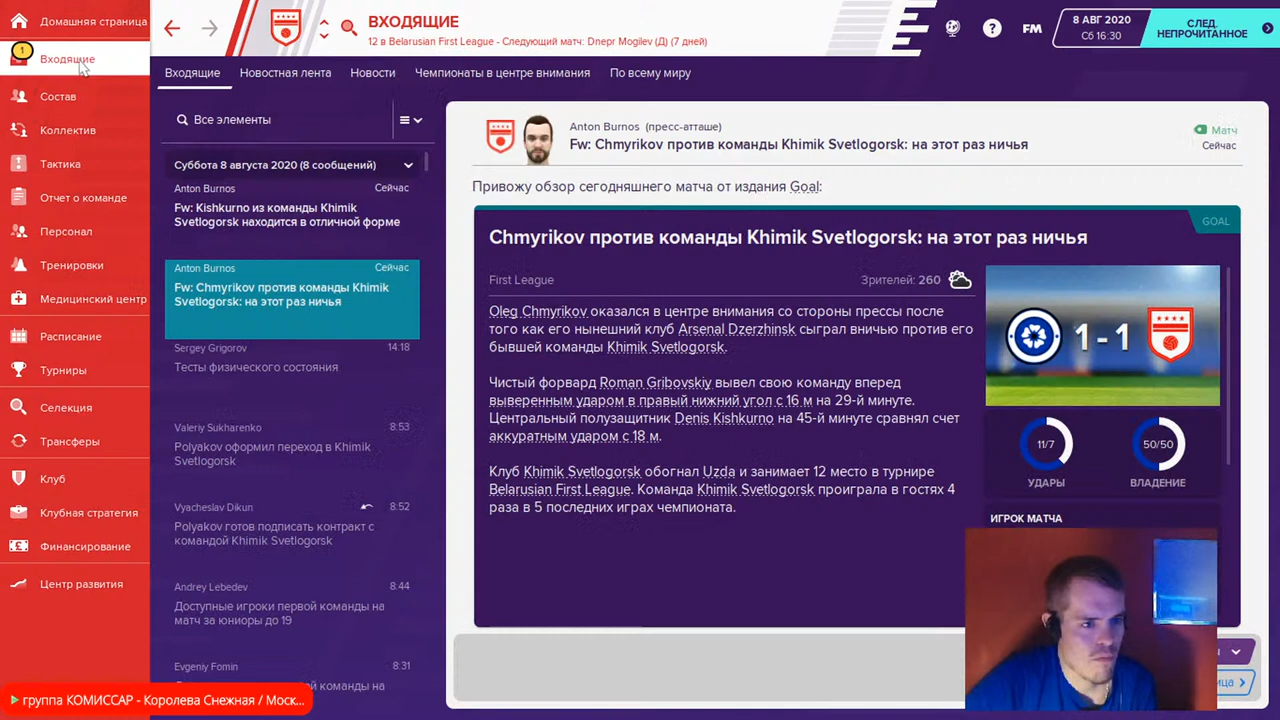 Домашняя страница
1
Входящие
Состав
Коллектив
Тактика
Отчет о команде
Персонал
Тренировки
Медицинский центр
Расписание
Турниры
Селекция
Трансферы
Клуб
Клубная стратегия
Финансирование
Центр развития
ВХОДЯЩИЕ
12 в Belarusian First League - Следующий матч: Dnepr Mogilev (Д) (7 дней)
?
FM
8 АВГ 2020
Сб 16:30
СЛЕД.
НЕПРОЧИТАННОЕ
Входящие
Новостная лента
Новости
Чемпионаты в центре внимания
По всему миру
Все элементы
Суббота 8 августа 2020 (8 сообщений)
Anton Burnos Сейчас
Fw: Kishkurno из команды Khimik
Svetlogorsk находится в отличной форме
Anton Burnos Сейчас
Fw: Chmyrikov против команды Khimik
Svetlogorsk: на этот раз ничья
Sergey Grigorov 14:18
Тесты физического состояния
Valeriy Sukharenko 8:53
Polyakov оформил переход в Khimik
Svetlogorsk
Vyacheslav Dikun 8:52
Polyakov готов подписать контракт с
командой Khimik Svetlogorsk
Andrey Lebedev 8:44
Доступные игроки первой команды на
матч за юниоры до 19
Evgeniy Fomin 8:31
й команды на
Anton Burnos (пресс-атташе)
Fw: Chmyrikov против команды Khimik Svetlogorsk: на этот раз ничья
Матч
Сейчас
Привожу обзор сегодняшнего матча от издания Goal:
GOAL
Chmyrikov против команды Khimik Svetlogorsk: на этот раз ничья
First League Зрителей: 260
Oleg Chmyrikov оказался в центре внимания со стороны прессы после
того как его нынешний клуб Arsenal Dzerzhinsk сыграл вничью против его
бывшей команды Khimik Svetlogorsk.
Чистый форвард Roman Gribovskiy вывел свою команду вперед
выверенным ударом в правый нижний угол с 16 м на 29-й минуте.
Центральный полузащитник Denis Kishkurno на 45-й минуте сравнял счет
аккуратным ударом с 18 м.
Клуб Khimik Svetlogorsk обогнал Uzda и занимает 12 место в турнире
Belarusian First League. Команда Khimik Svetlogorsk проиграла в гостях 4
раза в 5 последних играх чемпионата.
1 - 1
11/7
УДАРЫ
50/50
ВЛАДЕНИЕ
ИГРОК МАТЧА
группа КОМИССАР - Королева Снежная / Моск...